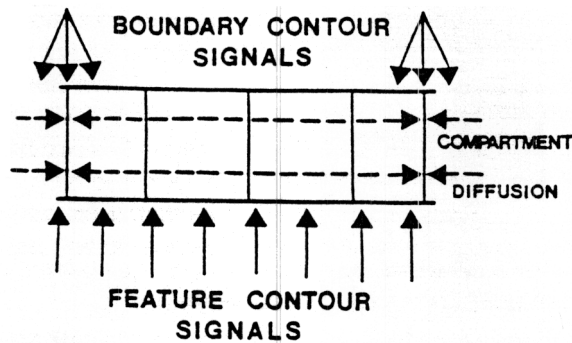 BOUNDARY CONTOUR
SIGNALS
COMPARTMENT
DIFFUSION
FEATURE CONTOUR
SIGNALS